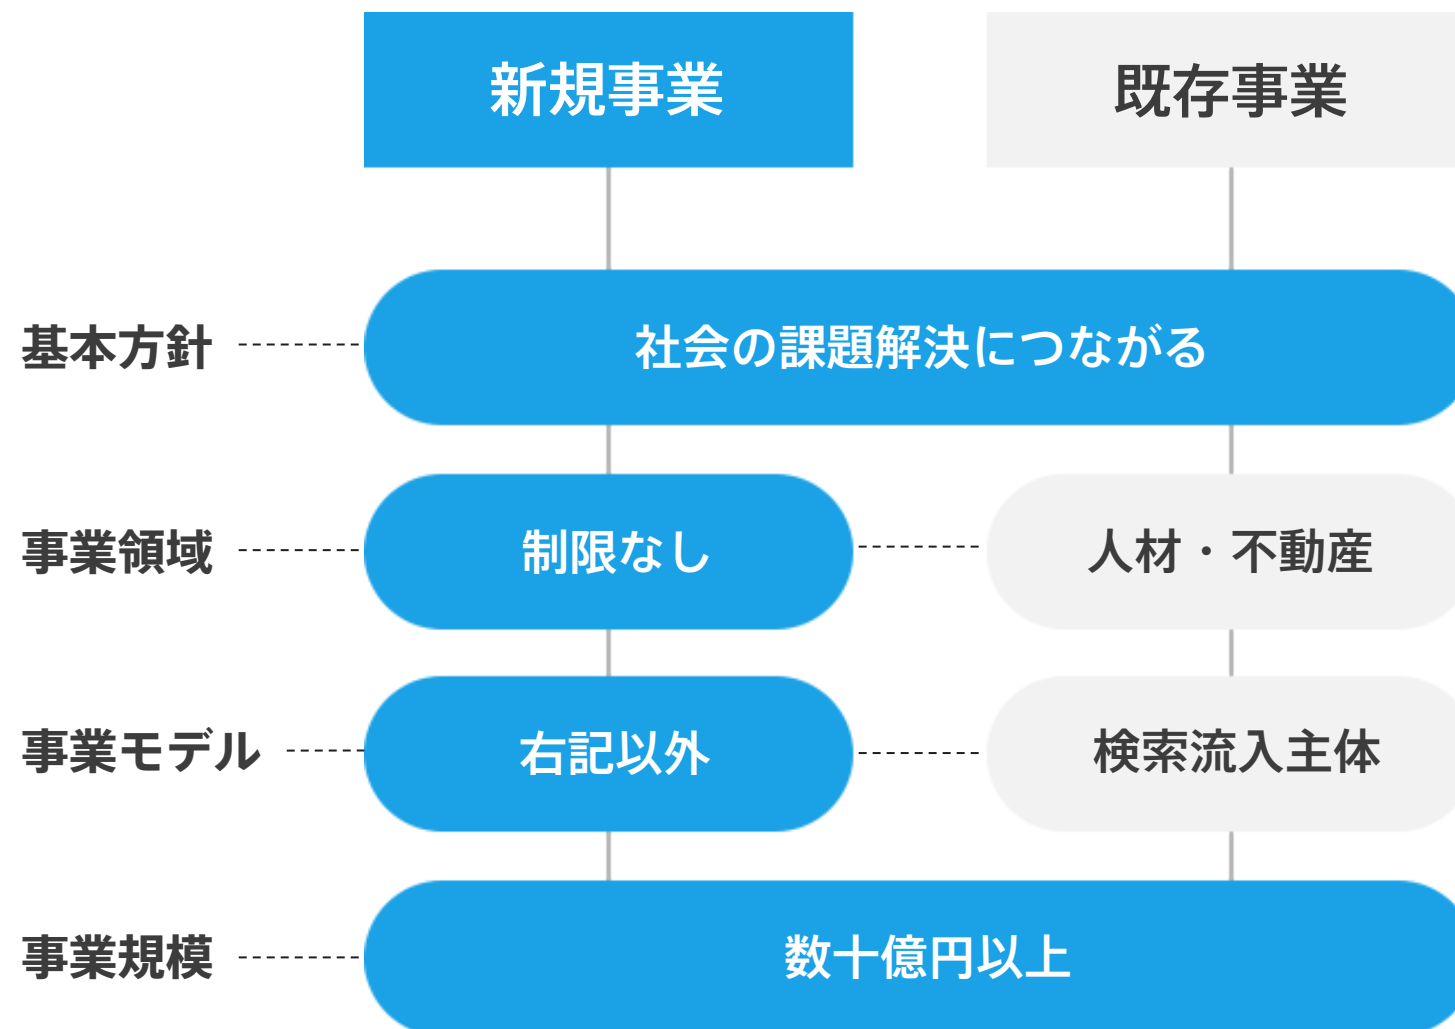 新規事業
既存事業
基本方針
社会の課題解決につながる
事業領域
制限なし
人材・不動産
事業モデル
右記以外
検索流入主体
事業規模
数十億円以上